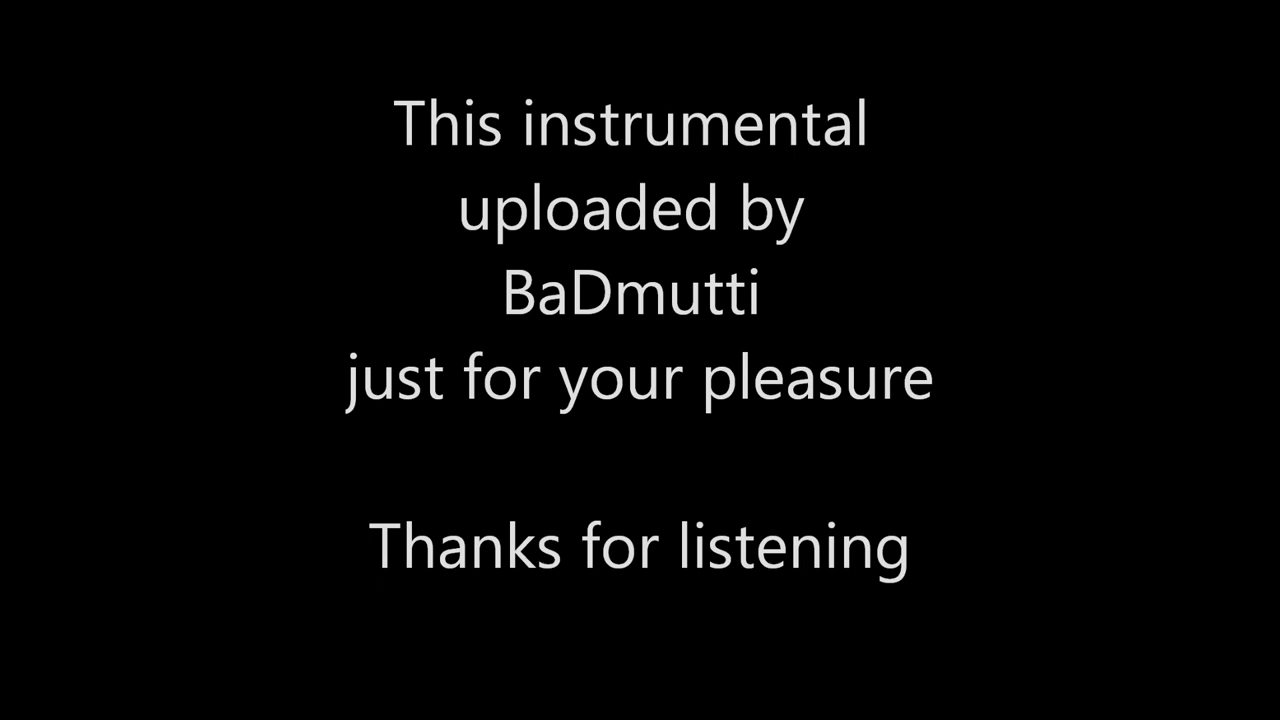 This instrumental
uploaded by
BaDmutti
just for your pleasure
Thanks for listening